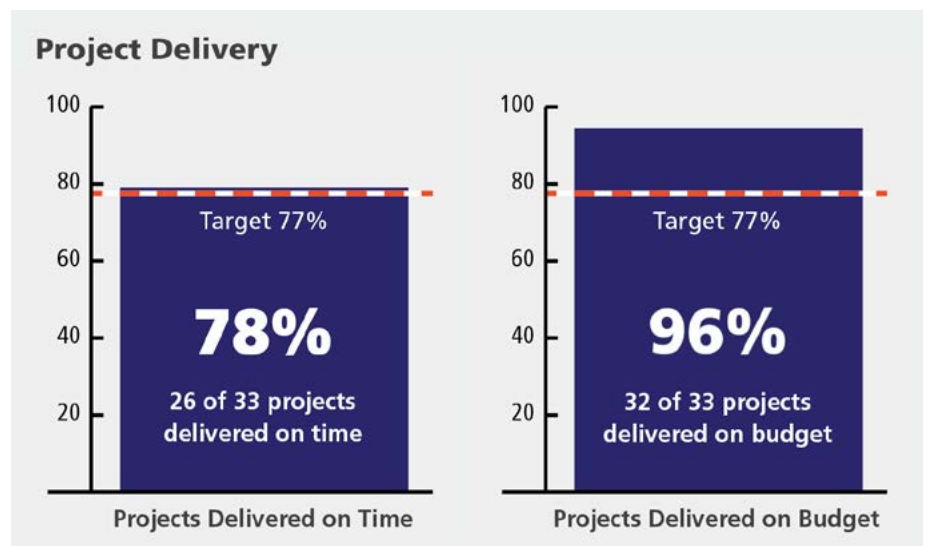 Project Delivery
100
80
60
40
20
Target 77%
78%
26 of 33 projects
delivered on time
Projects Delivered on Time
100
80
60
40
20
Target 77%
96%
32 of 33 projects
delivered on budget
Projects Delivered on Budget